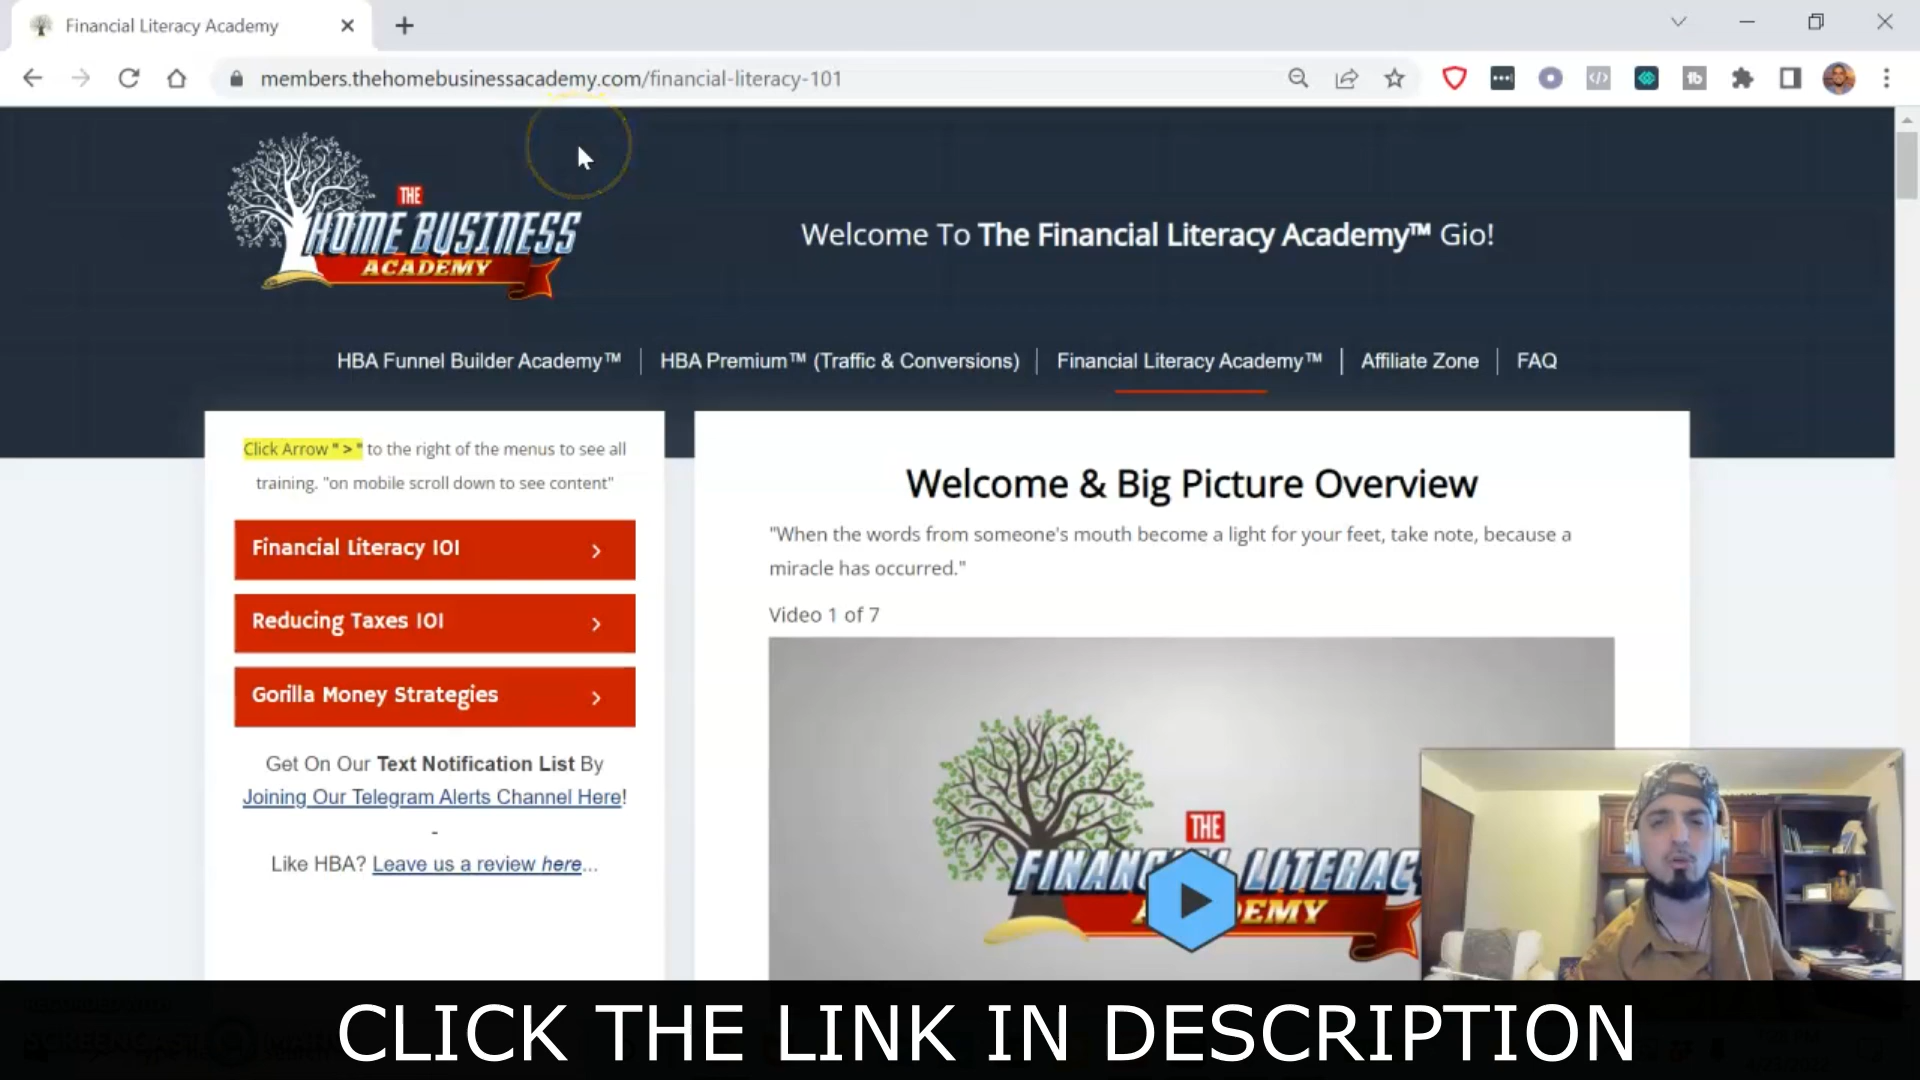 Financial Literacy Academy
members.thehomebusinessacademy.com/financial-literacy-101
THE
HOME BUSINESS
ACADEMY
Welcome To The Financial Literacy Academy™ Gio!
HBA Funnel Builder Academy™ | HBA Premium™ (Traffic & Conversions) | Financial Literacy Academy™ | Affiliate Zone | FAQ
Click Arrow " > " to the right of the menus to see all
training. "on mobile scroll down to see content"
Financial Literacy 101
Reducing Taxes 101
Gorilla Money Strategies
Get On Our Text Notification List By
Joining Our Telegram Alerts Channel Here!
-
Like HBA? Leave us a review here...
Welcome & Big Picture Overview
"When the words from someone's mouth become a light for your feet, take note, because a
miracle has occurred."
Video 1 of 7
THE
CLICK THE LINK IN DESCRIPTION